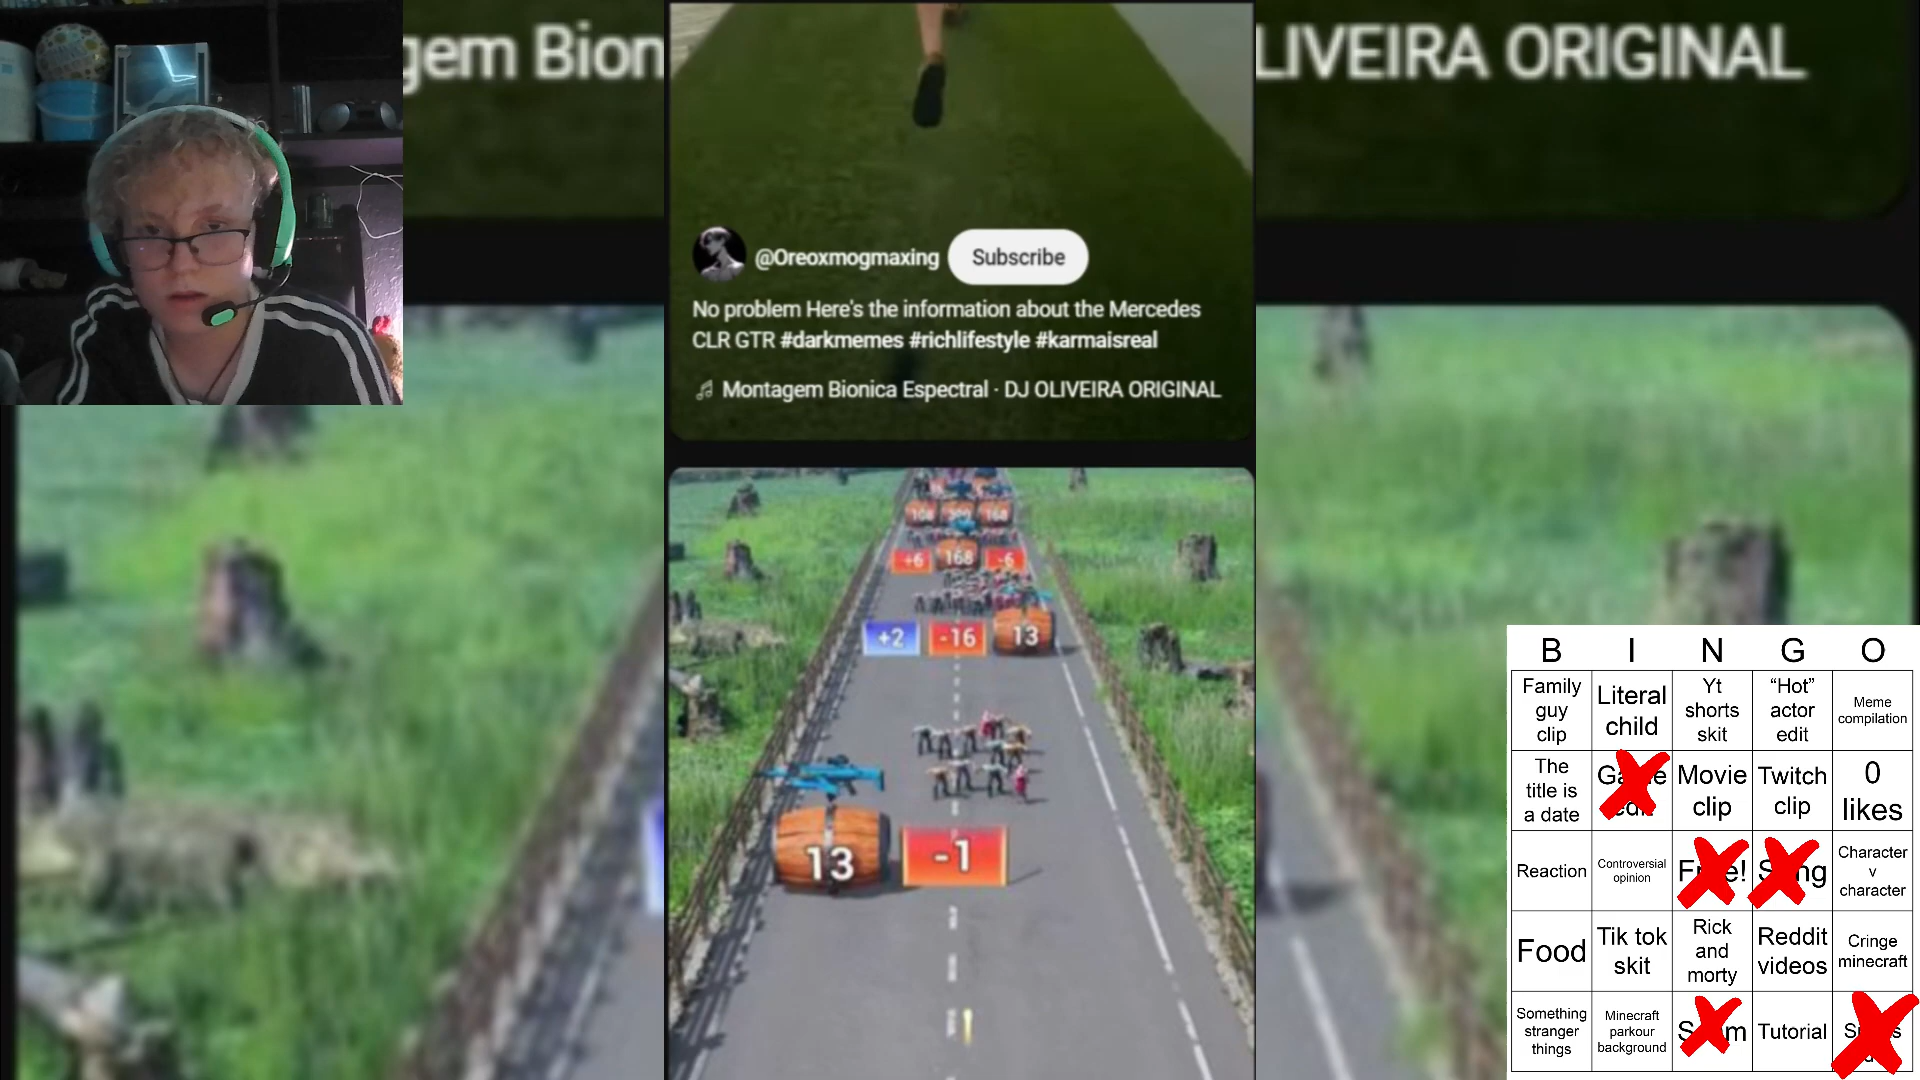 gem Bion
LIVEIRA ORIGINAL
@Oreoxmogmaxing
Subscribe
No problem Here's the information about the Mercedes
CLR GTR #darkmemes #richlifestyle #karmaisreal
Montagem Bionica Espectral · DJ OLIVEIRA ORIGINAL
168
168
+6
168
-6
+2
-16
13
13
-1
B I N G O
Family
guy
clip
Literal
child
Yt
shorts
skit
“Hot”
actor
edit
Meme
compilation
The
title is
a date
Movie
clip
Twitch
clip
0
likes
Reaction
Controversial
opinion
Free!
Song
Character
v
character
Food
Tik tok
skit
Rick
and
morty
Reddit
videos
Cringe
minecraft
Something
stranger
things
Minecraft
parkour
background
Tutorial